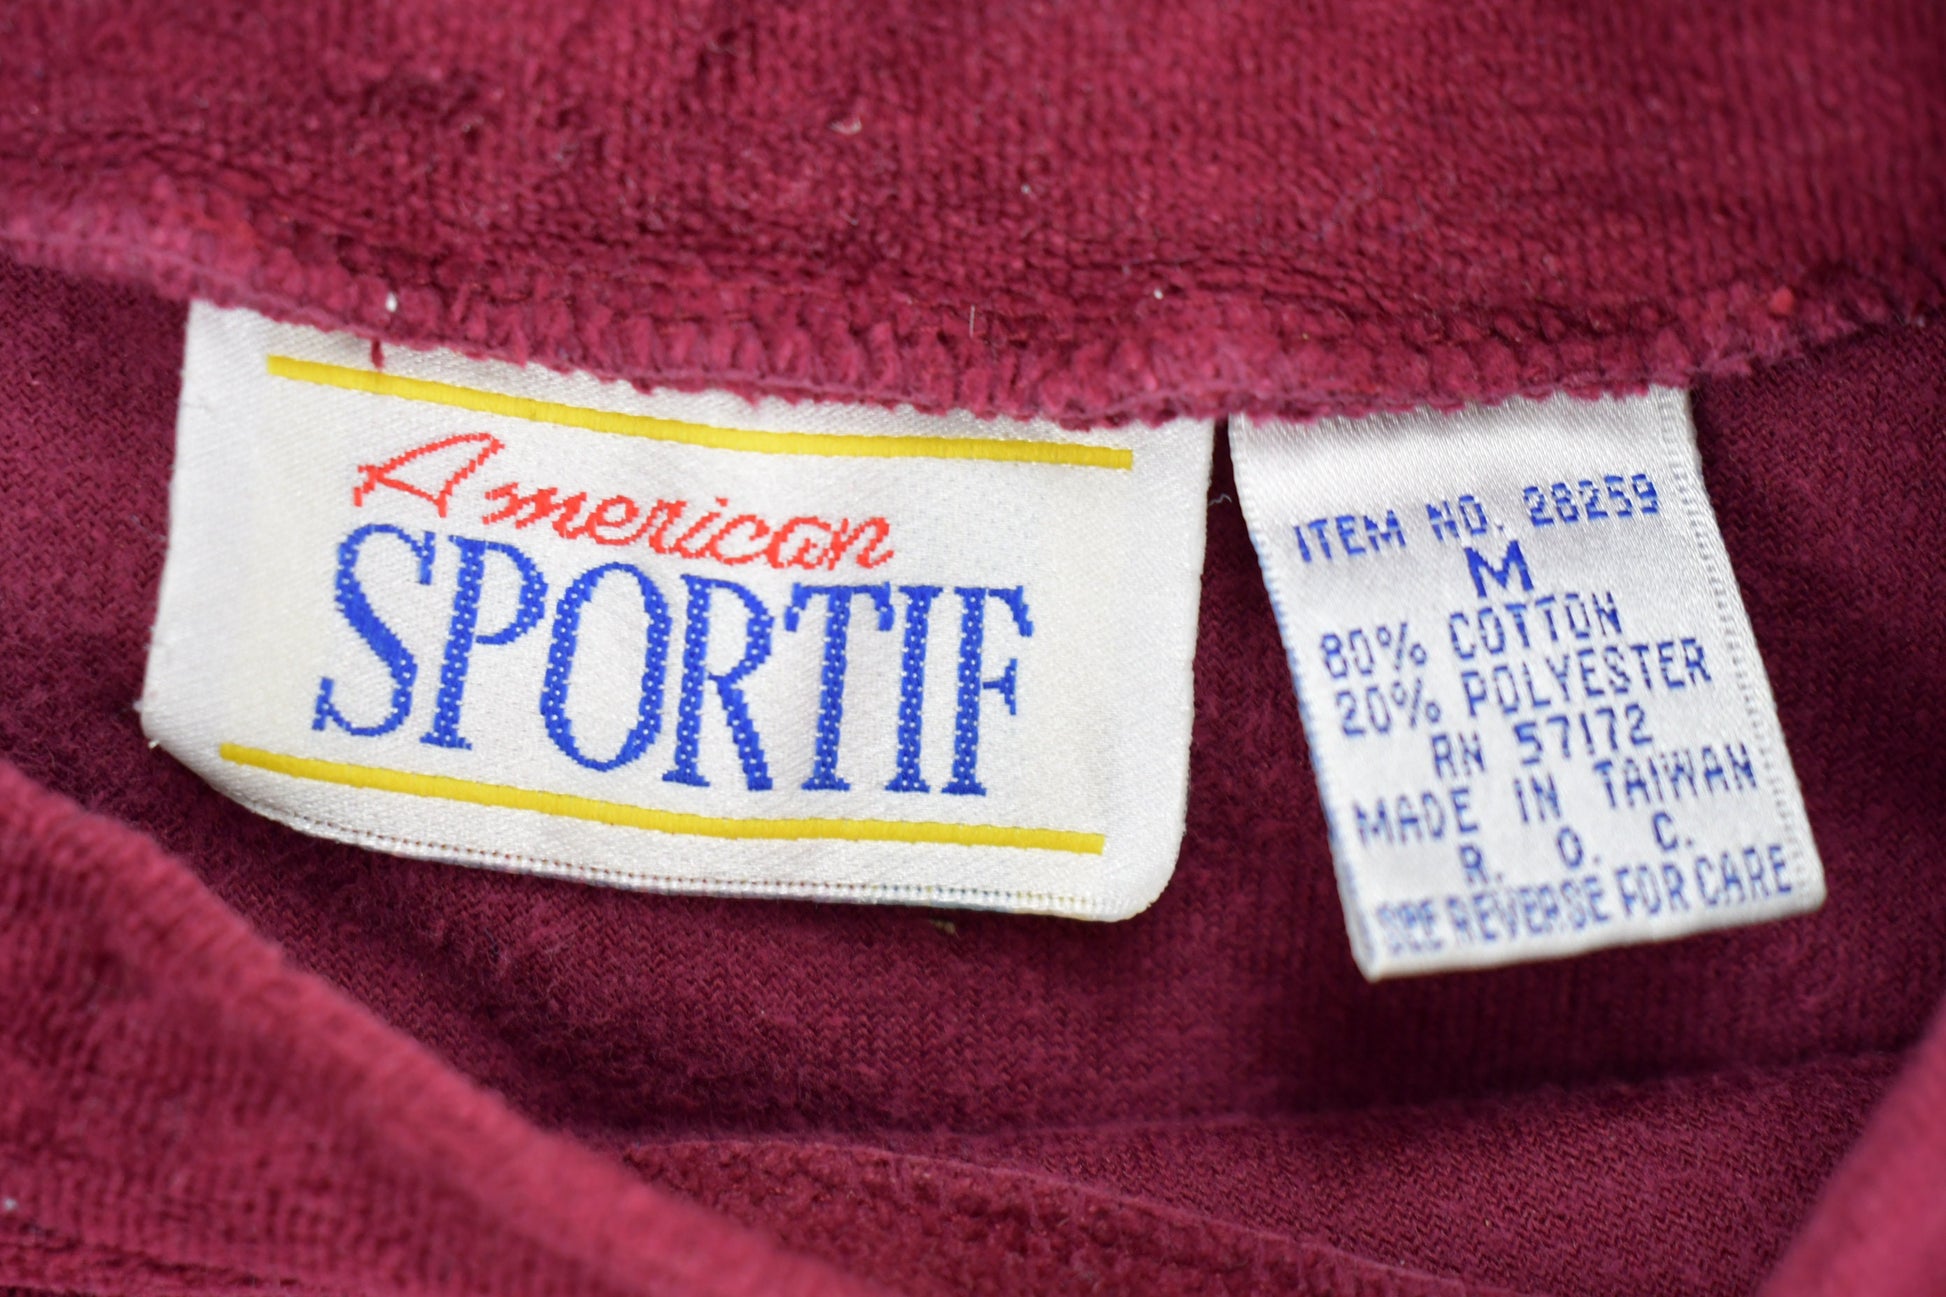 American
SPORTIF
ITEM NO. 28259
M
80% COTTON
20% POLYESTER
RN 57172
MADE IN TAIWAN
R. O. C.
SEE REVERSE FOR CARE